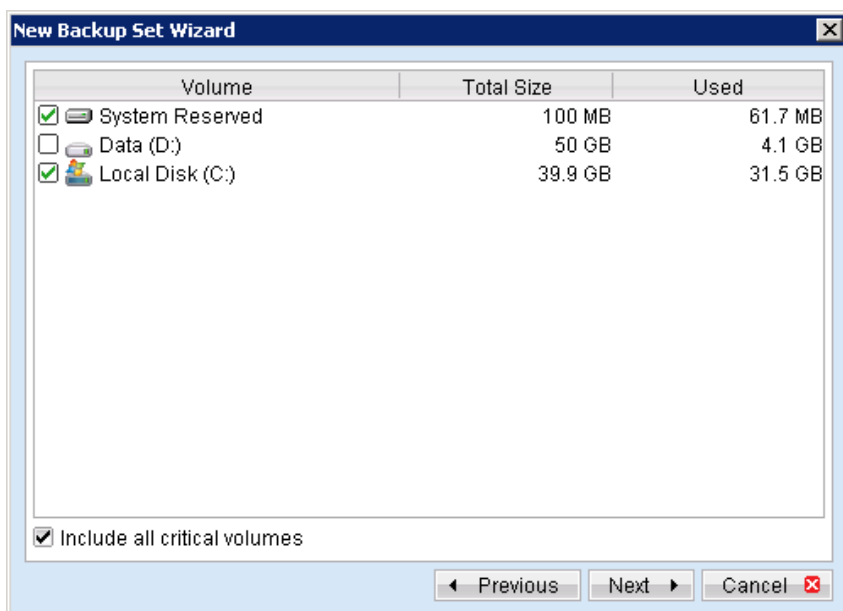 New Backup Set Wizard
Volume Total Size Used
System Reserved 100 MB 61.7 MB
Data (D:) 50 GB 4.1 GB
Local Disk (C:) 39.9 GB 31.5 GB
Include all critical volumes
Previous Next Cancel